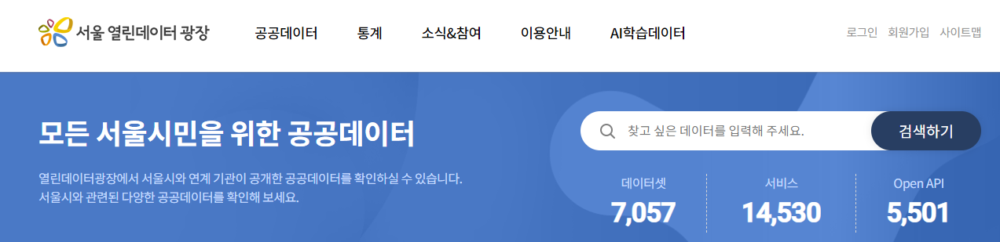 서울 열린데이터 광장
공공데이터 통계 소식&참여 이용안내 AI학습데이터
로그인 회원가입 사이트맵
모든 서울시민을 위한 공공데이터
열린데이터광장에서 서울시와 연계 기관이 공개한 공공데이터를 확인하실 수 있습니다.
서울시와 관련된 다양한 공공데이터를 확인해 보세요.
찾고 싶은 데이터를 입력해 주세요. 검색하기
데이터셋 서비스 Open API
7,057 14,530 5,501